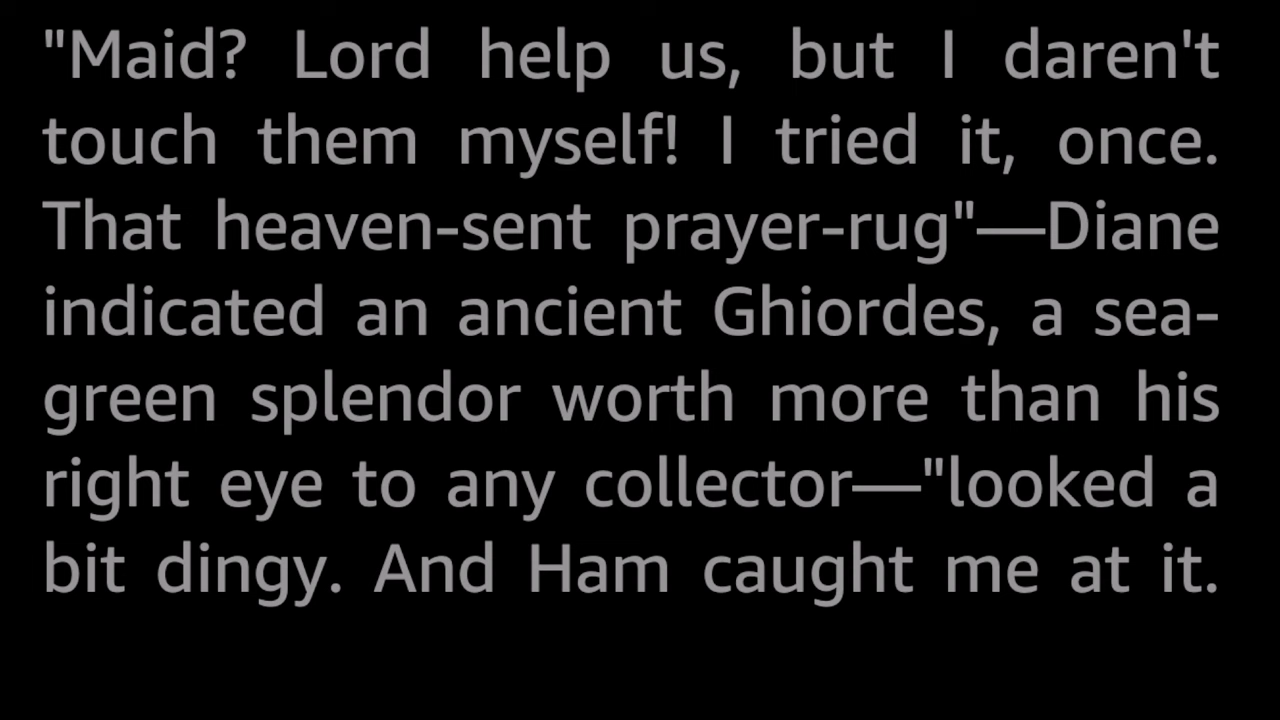 "Maid? Lord help us, but I daren't
touch them myself! I tried it, once.
That heaven-sent prayer-rug"—Diane
indicated an ancient Ghiordes, a sea-
green splendor worth more than his
right eye to any collector—"looked a
bit dingy. And Ham caught me at it.